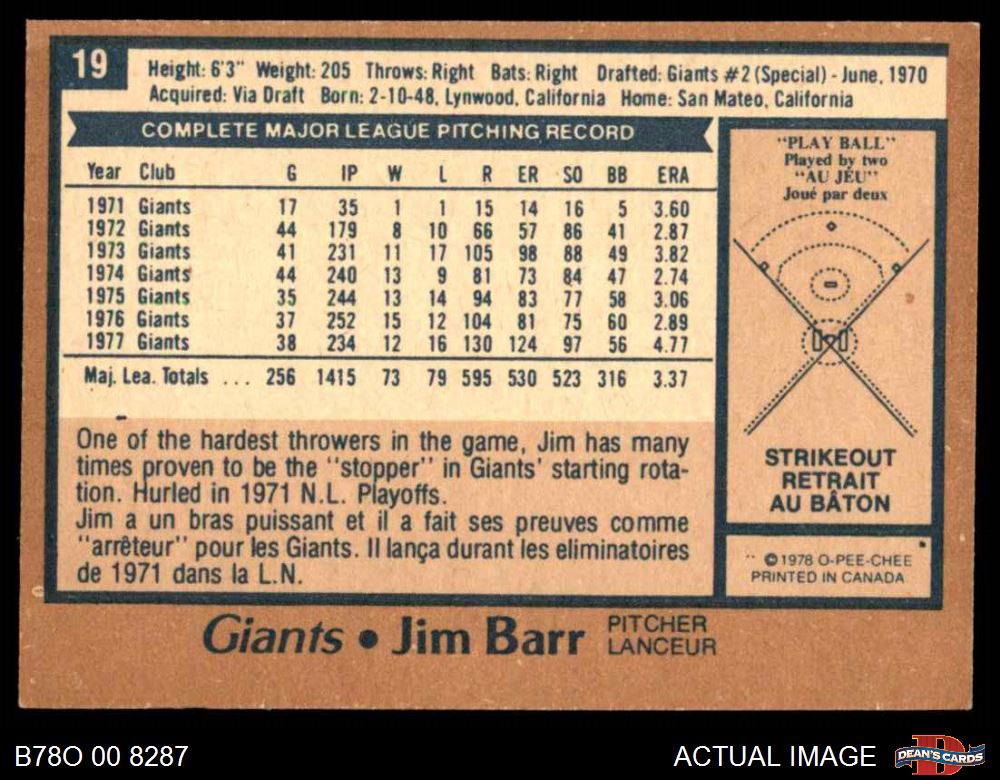 19
Height: 6'3" Weight: 205 Throws: Right Bats: Right Drafted: Giants #2 (Special) - June, 1970
Acquired: Via Draft Born: 2-10-48, Lynwood, California Home: San Mateo, California
COMPLETE MAJOR LEAGUE PITCHING RECORD
Year Club G IP W L R ER SO BB ERA
1971 Giants 17 35 1 1 15 14 16 5 3.60
1972 Giants 44 179 8 10 66 57 86 41 2.87
1973 Giants 41 231 11 17 105 98 88 49 3.82
1974 Giants 44 240 13 9 81 73 84 47 2.74
1975 Giants 35 244 13 14 94 83 77 58 3.06
1976 Giants 37 252 15 12 104 81 75 60 2.89
1977 Giants 38 234 12 16 130 124 97 56 4.77
Maj. Lea. Totals ... 256 1415 73 79 595 530 523 316 3.37
One of the hardest throwers in the game, Jim has many
times proven to be the "stopper" in Giants' starting rota-
tion. Hurled in 1971 N.L. Playoffs.
Jim a un bras puissant et il a fait ses preuves comme
"arrêteur" pour les Giants. Il lança durant les eliminatoires
de 1971 dans la L.N.
"PLAY BALL"
Played by two
"AU JEU"
Joué par deux
STRIKEOUT
RETRAIT
AU BÂTON
©1978 O-PEE-CHEE
PRINTED IN CANADA
Giants • Jim Barr PITCHER
LANCEUR
B78O 00 8287
ACTUAL IMAGE
DEAN'S CARDS